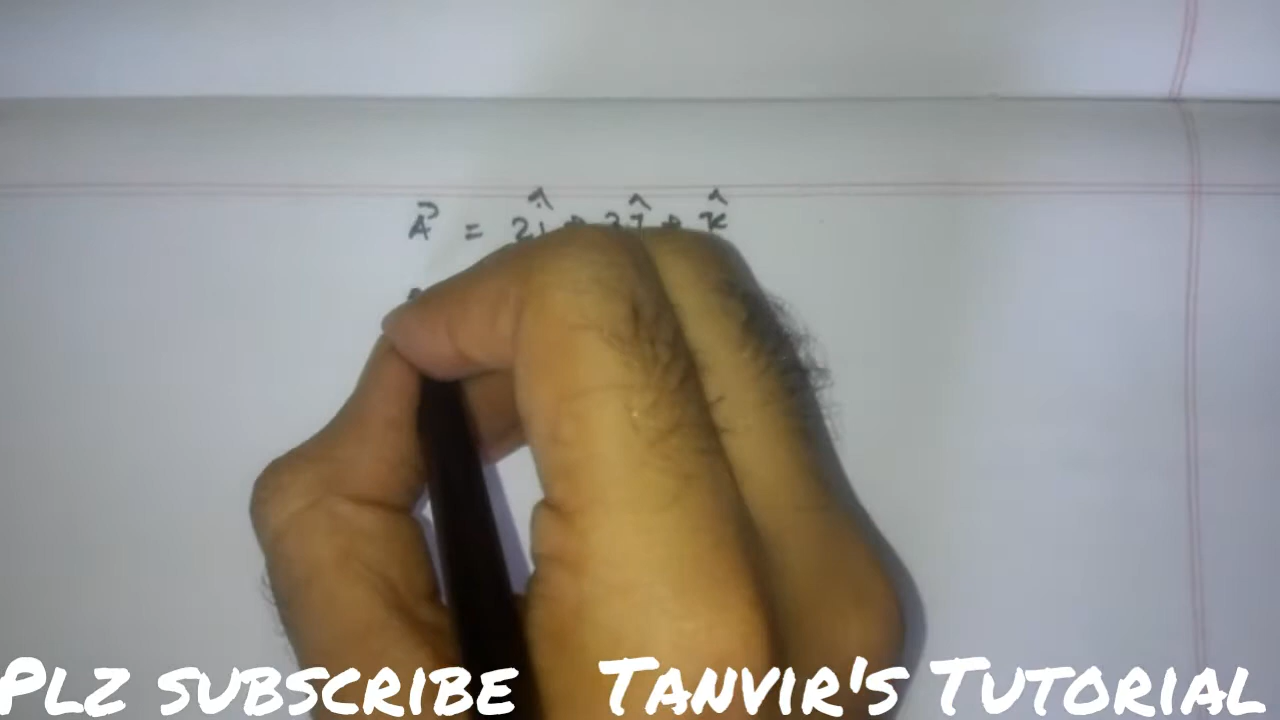 A⃗ = 2î + 3ĵ + k̂
Plz subscribe Tanvir's Tutorial